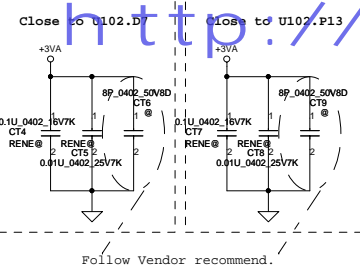 Close to U102.D7
Close to U102.P13
http://
+3VA
+3VA
8P_0402_50V8D
CT6
@
8P_0402_50V8D
CT9
@
0.1U_0402_16V7K
CT4
RENE@
RENE@
CT5
0.01U_0402_25V7K
0.1U_0402_16V7K
CT7
RENE@
RENE@
CT8
0.01U_0402_25V7K
1
1
1
2
2
2
1
1
1
2
2
2
Follow Vendor recommend.